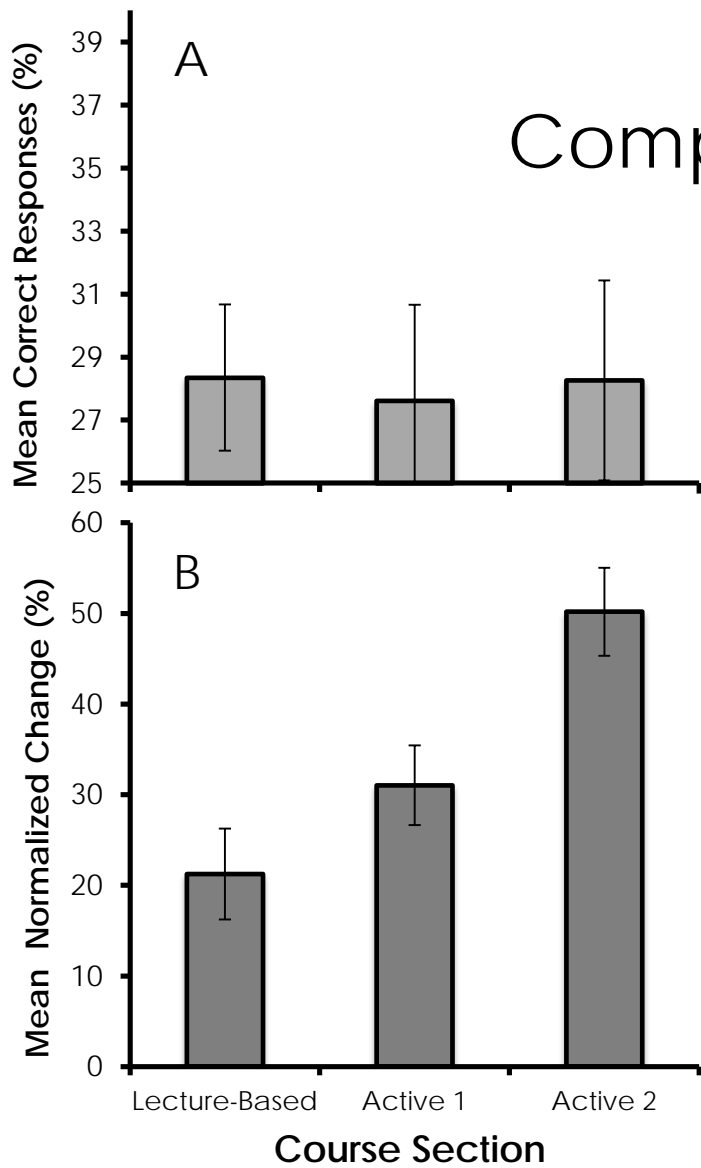 Mean Correct Responses (%)
A
Comp
39
37
35
33
31
29
27
25
Mean Normalized Change (%)
B
60
50
40
30
20
10
0
Lecture-Based Active 1 Active 2
Course Section